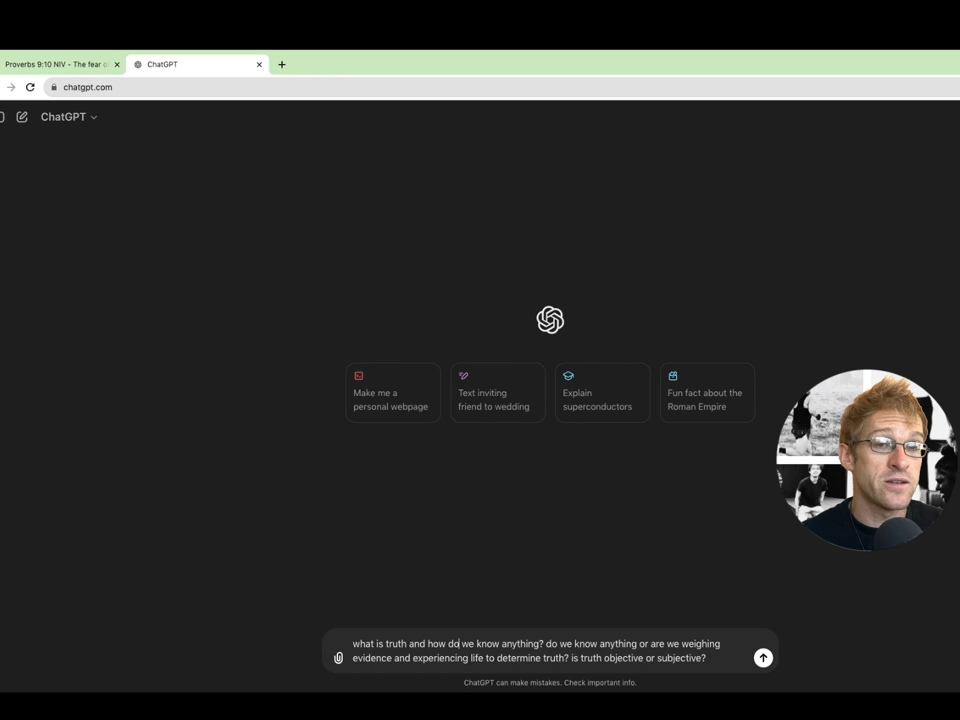 Proverbs 9:10 NIV - The fear o
ChatGPT
chatgpt.com
ChatGPT
Make me a
personal webpage
Text inviting
friend to wedding
Explain
superconductors
Fun fact about the
Roman Empire
what is truth and how do we know anything? do we know anything or are we weighing
evidence and experiencing life to determine truth? is truth objective or subjective?
ChatGPT can make mistakes. Check important info.